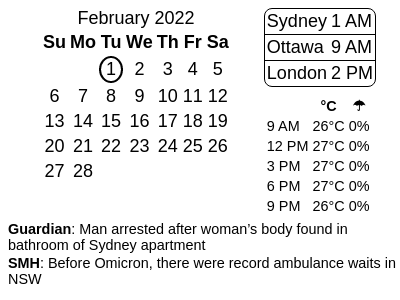 February 2022
Su Mo Tu We Th Fr Sa
1 2 3 4 5
6 7 8 9 10 11 12
13 14 15 16 17 18 19
20 21 22 23 24 25 26
27 28
Sydney 1 AM
Ottawa 9 AM
London 2 PM
°C ☂
9 AM 26°C 0%
12 PM 27°C 0%
3 PM 27°C 0%
6 PM 27°C 0%
9 PM 26°C 0%
Guardian: Man arrested after woman’s body found in
bathroom of Sydney apartment
SMH: Before Omicron, there were record ambulance waits in
NSW